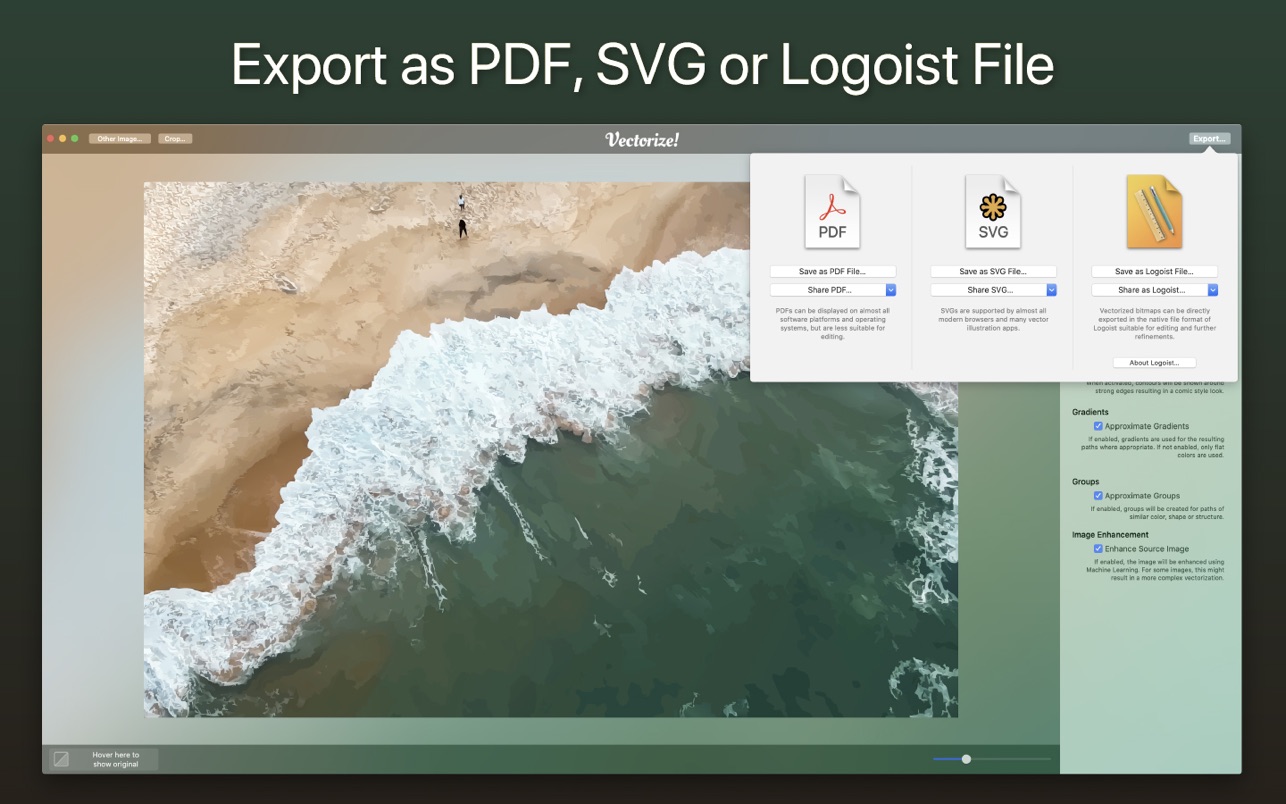 Export as PDF, SVG or Logoist File
Other Image...
Crop...
Vectorize!
Export...
PDF
SVG
Save as PDF File...
Save as SVG File...
Save as Logoist File...
Share PDF...
Share SVG...
Share as Logoist...
PDFs can be displayed on almost all
software platforms and operating
systems, but are less suitable for
editing.
SVGs are supported by almost all
modern browsers and many vector
illustration apps.
Vectorized bitmaps can be directly
exported in the native file format of
Logoist suitable for editing and further
refinements.
About Logoist...
When activated, contours will be shown around
strong edges resulting in a comic style look.
Gradients
Approximate Gradients
If enabled, gradients are used for the resulting
paths where appropriate. If not enabled, only flat
colors are used.
Groups
Approximate Groups
If enabled, groups will be created for paths of
similar color, shape or structure.
Image Enhancement
Enhance Source Image
If enabled, the image will be enhanced using
Machine Learning. For some images, this might
result in a more complex vectorization.
Hover here to
show original